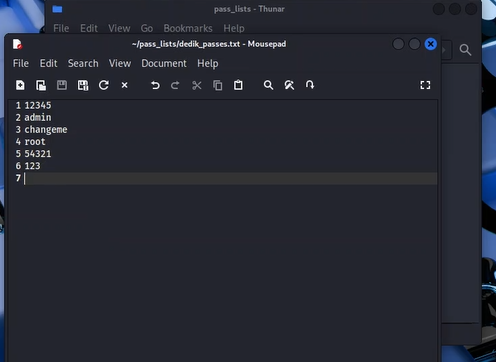 pass_lists - Thunar
File Edit View Go Bookmarks Help
~/pass_lists/dedik_passes.txt - Mousepad
File Edit Search View Document Help
1 12345
2 admin
3 changeme
4 root
5 54321
6 123
7